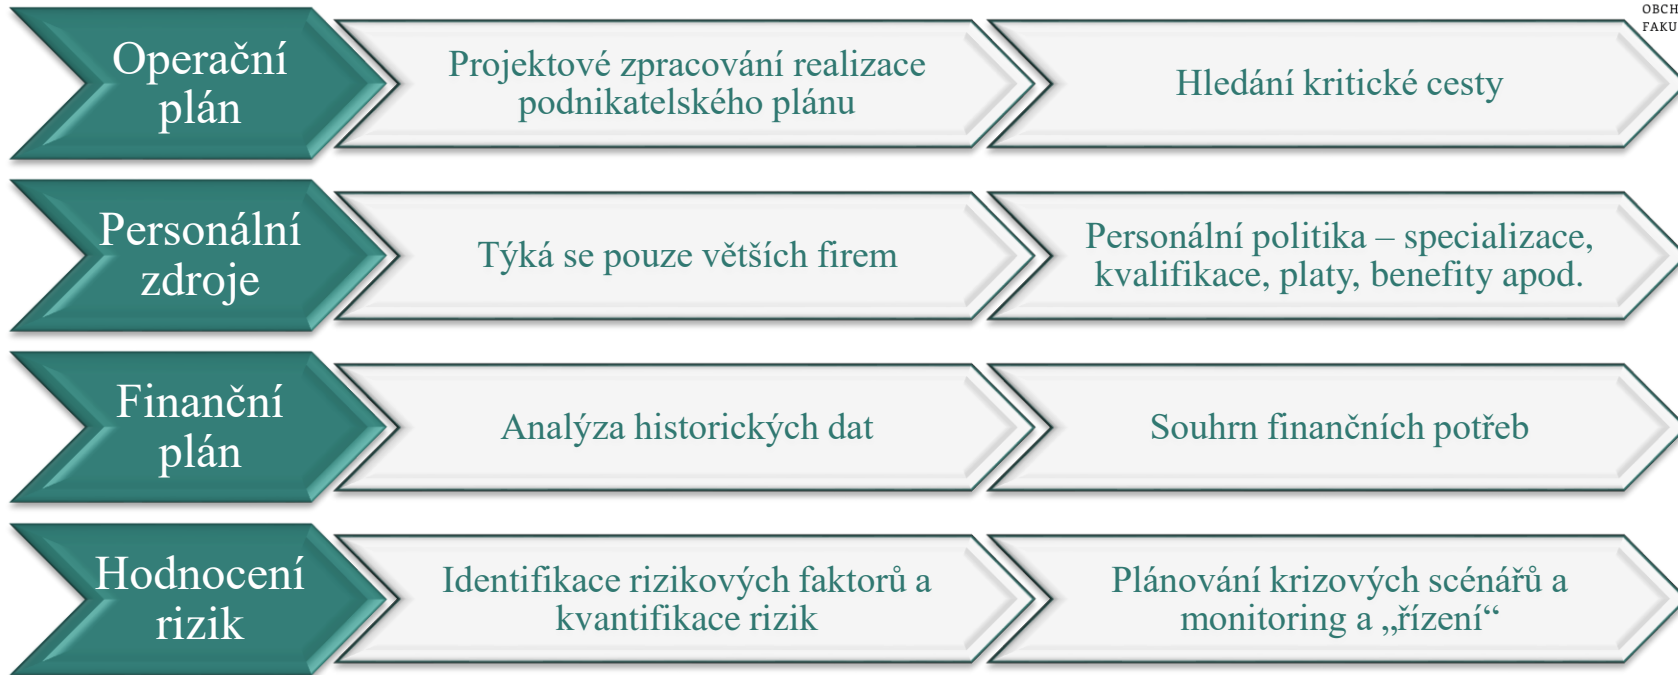 OBCH
FAKU
Operační
plán
Projektové zpracování realizace
podnikatelského plánu
Hledání kritické cesty
Personální
zdroje
Týká se pouze větších firem
Personální politika – specializace,
kvalifikace, platy, benefity apod.
Finanční
plán
Analýza historických dat
Souhrn finančních potřeb
Hodnocení
rizik
Identifikace rizikových faktorů a
kvantifikace rizik
Plánování krizových scénářů a
monitoring a „řízení“